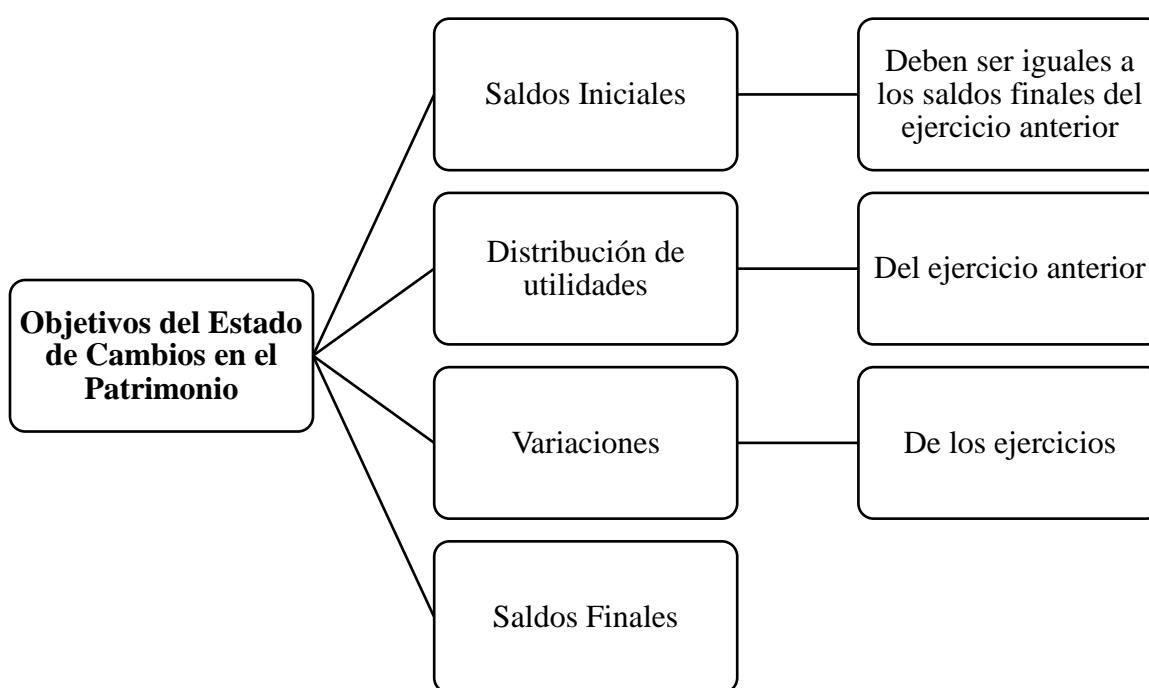 Objetivos del Estado
de Cambios en el
Patrimonio
Saldos Iniciales
Deben ser iguales a
los saldos finales del
ejercicio anterior
Distribución de
utilidades
Del ejercicio anterior
Variaciones
De los ejercicios
Saldos Finales